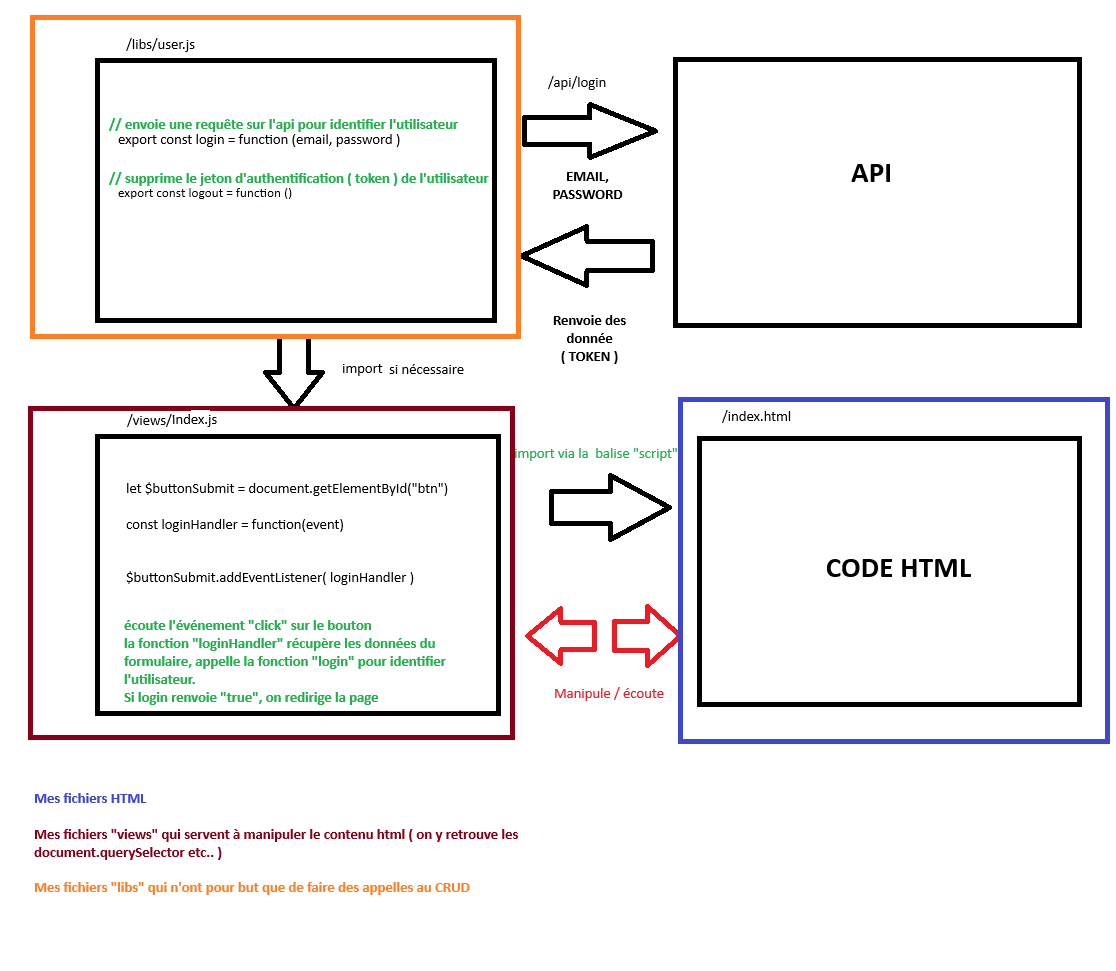 /libs/user.js
// envoie une requête sur l'api pour identifier l'utilisateur
export const login = function (email, password )
// supprime le jeton d'authentification ( token ) de l'utilisateur
export const logout = function ()
/api/login
EMAIL,
PASSWORD
Renvoie des
donnée
( TOKEN )
API
import si nécessaire
/views/Index.js
let $buttonSubmit = document.getElementById("btn")
const loginHandler = function(event)
$buttonSubmit.addEventListener( loginHandler )
écoute l'événement "click" sur le bouton
la fonction "loginHandler" récupère les données du
formulaire, appelle la fonction "login" pour identifier
l'utilisateur.
Si login renvoie "true", on redirige la page
import via la balise "script"
Manipule / écoute
/index.html
CODE HTML
Mes fichiers HTML
Mes fichiers "views" qui servent à manipuler le contenu html ( on y retrouve les
document.querySelector etc.. )
Mes fichiers "libs" qui n'ont pour but que de faire des appelles au CRUD